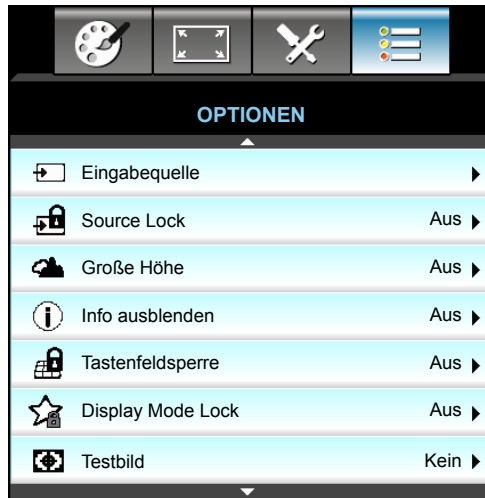 OPTIONEN
Eingabequelle
Source Lock Aus
Große Höhe Aus
Info ausblenden Aus
Tastenfeldsperre Aus
Display Mode Lock Aus
Testbild Kein